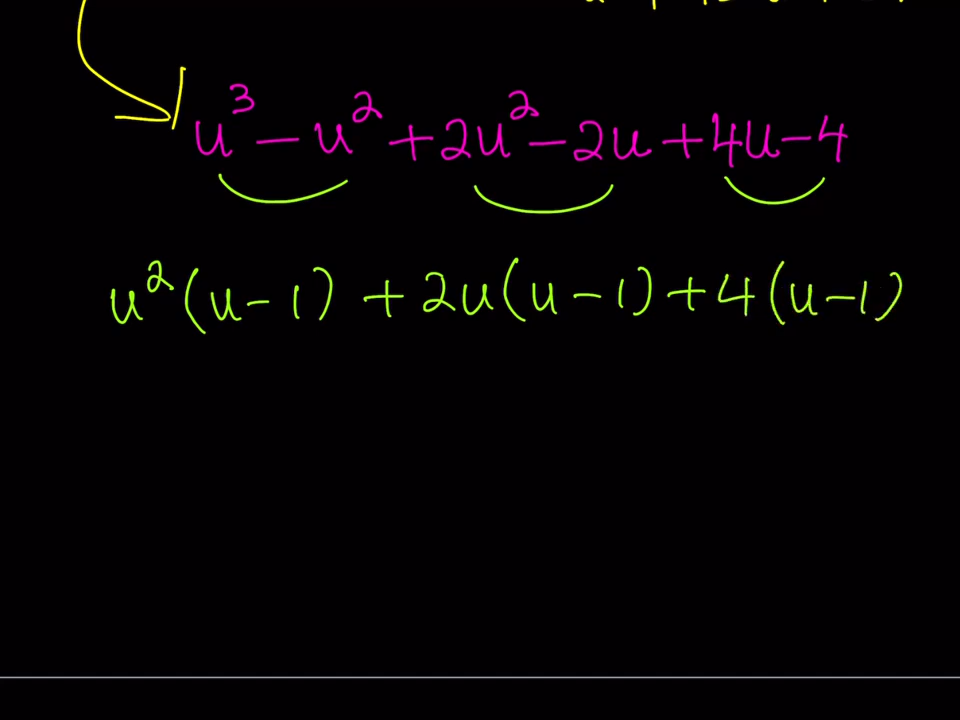 u³ - u² + 2u² - 2u + 4u - 4
u²(u-1) + 2u(u-1) + 4(u-1)